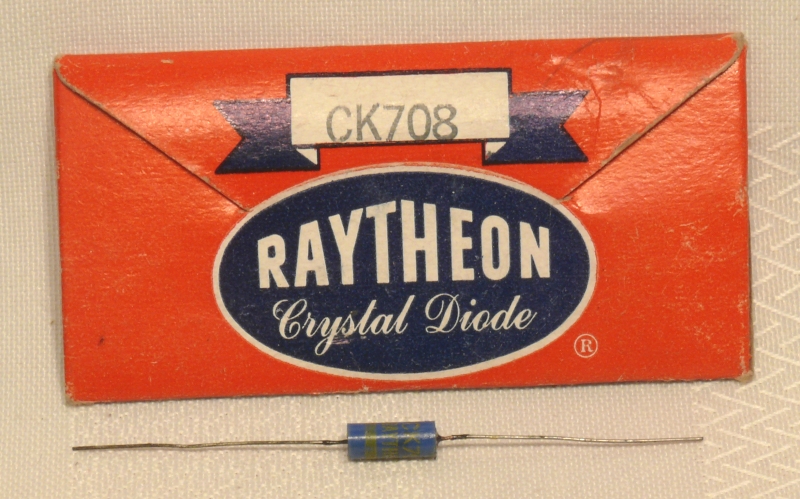 CK708
RAYTHEON
Crystal Diode
®